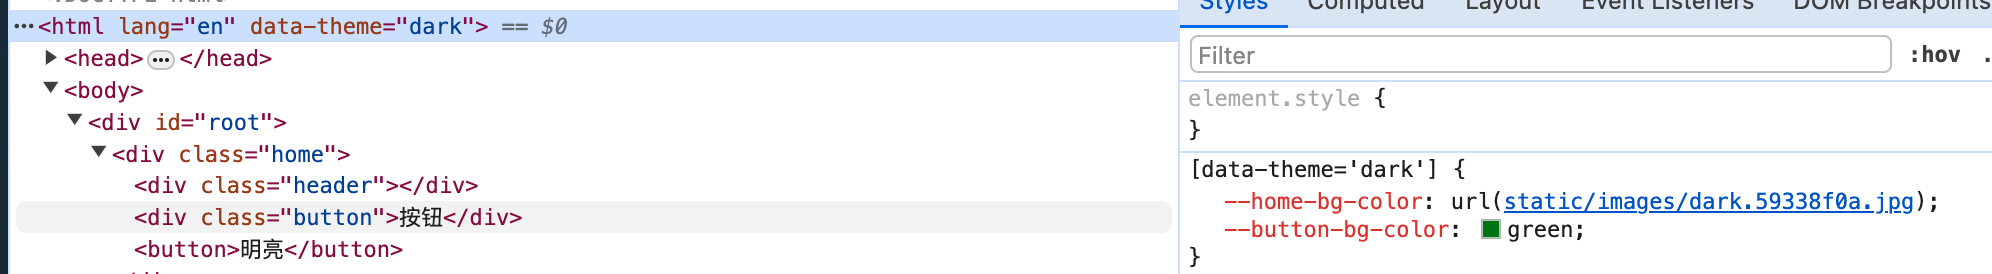 <!DOCTYPE html>
<html lang="en" data-theme="dark"> == $0
<head> ••• </head>
<body>
<div id="root">
<div class="home">
<div class="header"></div>
<div class="button">按钮</div>
<button>明亮</button>
Styles Computed Layout Event Listeners DOM Breakpoints
Filter :hov .
element.style {
}
[data-theme='dark'] {
--home-bg-color: url(static/images/dark.59338f0a.jpg);
--button-bg-color: green;
}